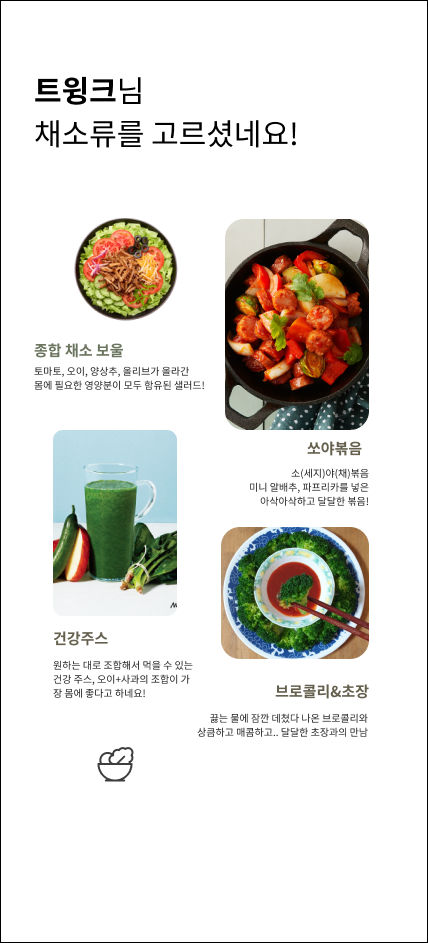 트윙크님
채소류를 고르셨네요!
종합 채소 보울
토마토, 오이, 양상추, 올리브가 올라간
몸에 필요한 영양분이 모두 함유된 샐러드!
쏘야볶음
소(세지)야(채)볶음
미니 알배추, 파프리카를 넣은
아삭아삭하고 달달한 볶음!
건강주스
원하는 대로 조합해서 먹을 수 있는
건강 주스, 오이+사과의 조합이 가
장 몸에 좋다고 하네요!
브로콜리&초장
끓는 물에 잠깐 데쳤다 나온 브로콜리와
상큼하고 매콤하고.. 달달한 초장과의 만남